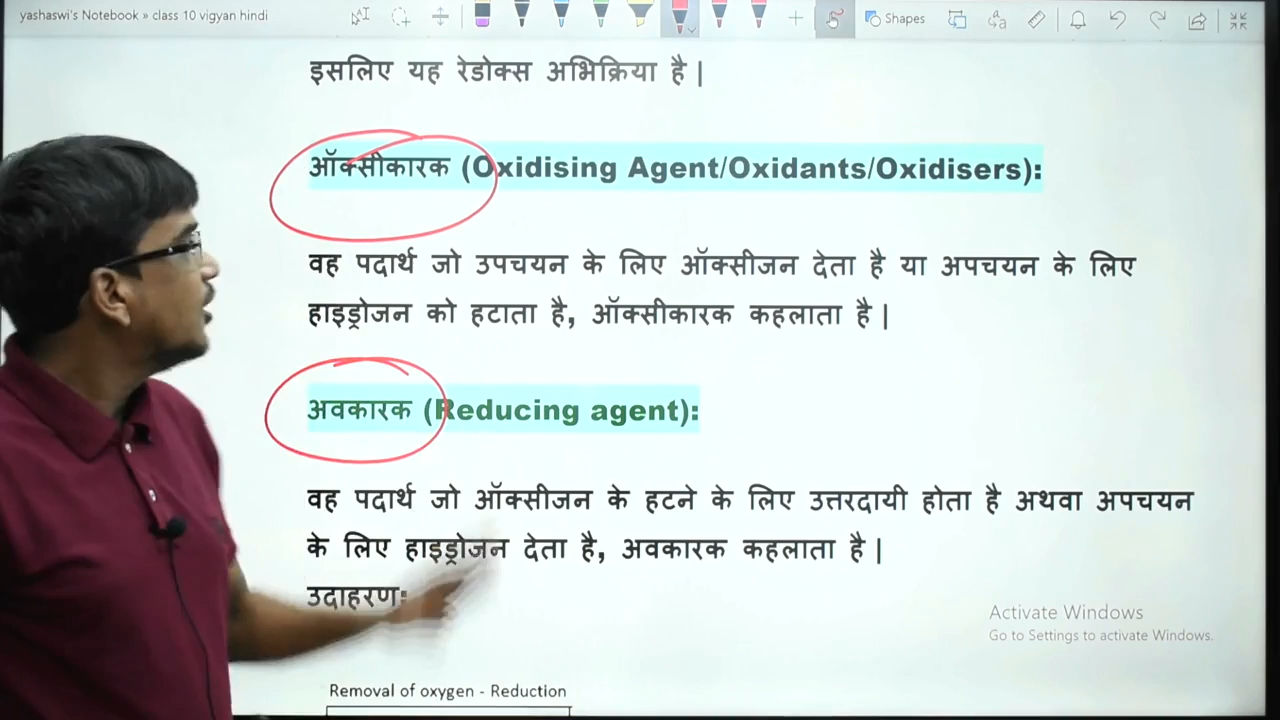 yashaswi's Notebook » class 10 vigyan hindi
Shapes
इसलिए यह रेडोक्स अभिक्रिया है |
ऑक्सीकारक (Oxidising Agent/Oxidants/Oxidisers):
वह पदार्थ जो उपचयन के लिए ऑक्सीजन देता है या अपचयन के लिए
हाइड्रोजन को हटाता है, ऑक्सीकारक कहलाता है |
अवकारक (Reducing agent):
वह पदार्थ जो ऑक्सीजन के हटने के लिए उत्तरदायी होता है अथवा अपचयन
के लिए हाइड्रोजन देता है, अवकारक कहलाता है |
उदाहरण:
Activate Windows
Go to Settings to activate Windows.
Removal of oxygen - Reduction